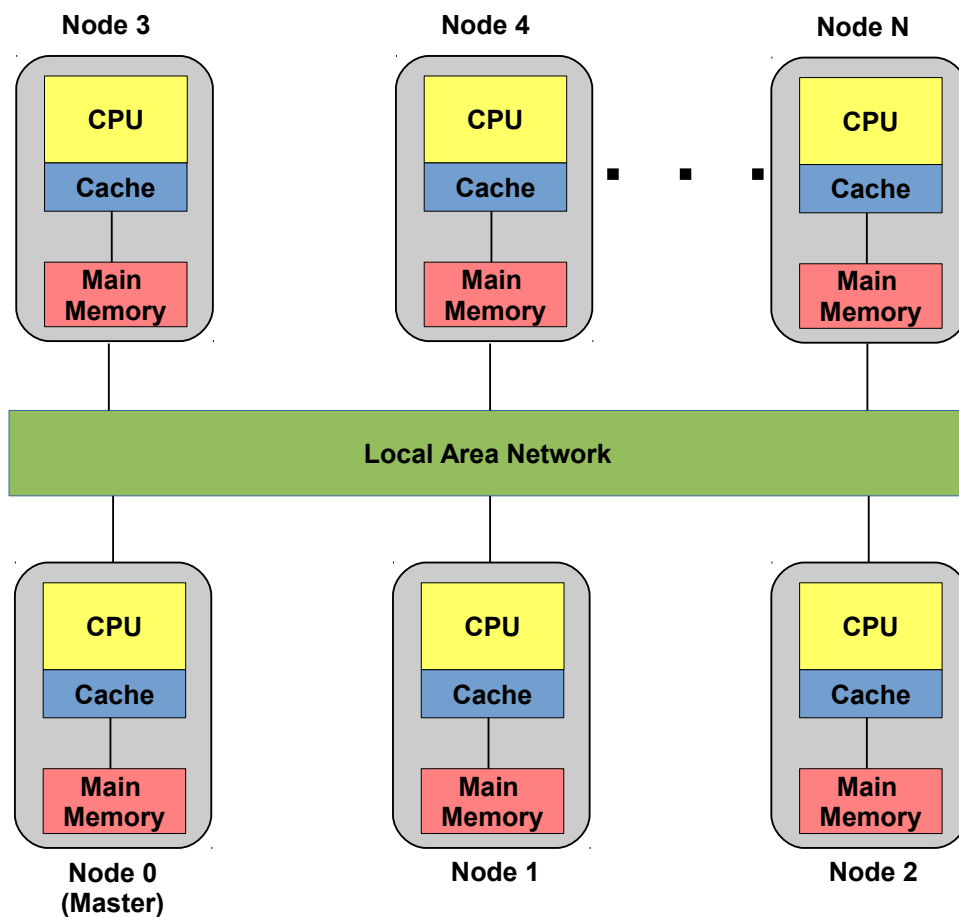 Node 3
Node 4
Node N
CPU
CPU
CPU
Cache
Cache
Cache
Main
Memory
Main
Memory
Main
Memory
Local Area Network
CPU
CPU
CPU
Cache
Cache
Cache
Main
Memory
Main
Memory
Main
Memory
Node 0
(Master)
Node 1
Node 2